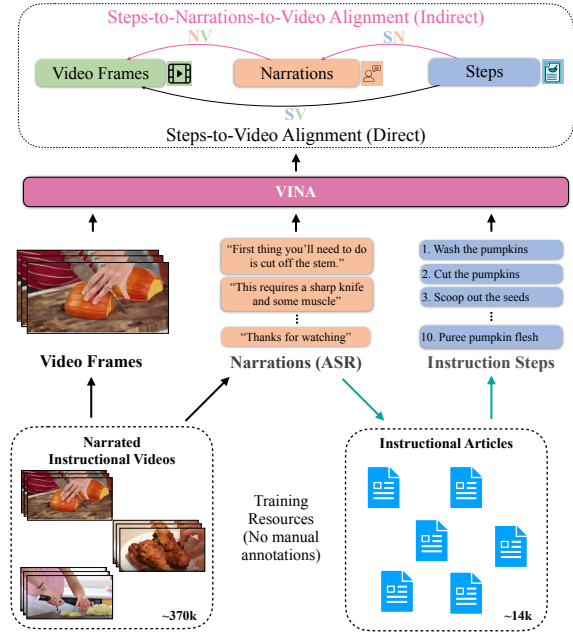 Steps-to-Narrations-to-Video Alignment (Indirect)
NV
SN
Video Frames
Narrations
Steps
SV
Steps-to-Video Alignment (Direct)
VINA
“First thing you’ll need to do
is cut off the stem.”
“This requires a sharp knife
and some muscle”
“Thanks for watching”
1. Wash the pumpkins
2. Cut the pumpkins
3. Scoop out the seeds
10. Puree pumpkin flesh
Video Frames
Narrations (ASR)
Instruction Steps
Narrated
Instructional Videos
~370k
Training
Resources
(No manual
annotations)
Instructional Articles
~14k